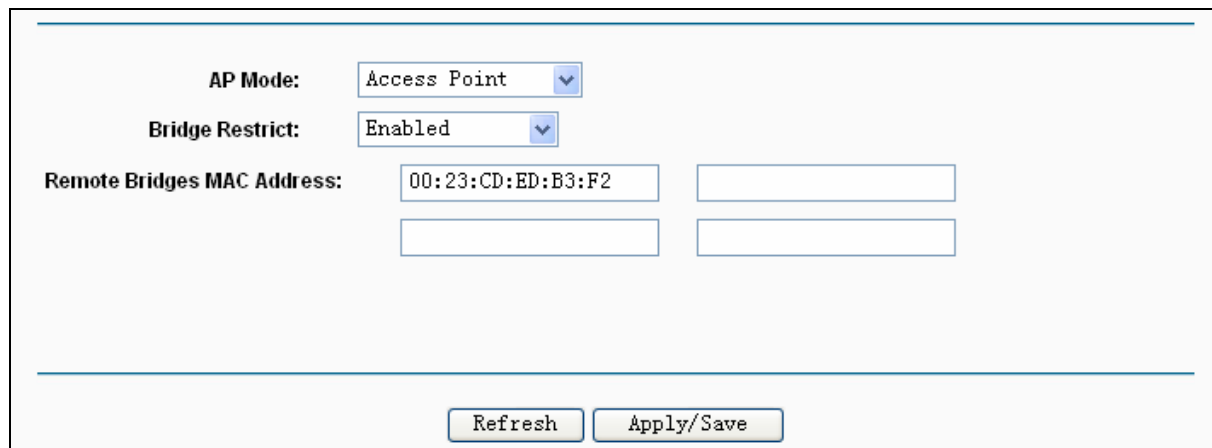 AP Mode: Access Point
Bridge Restrict: Enabled
Remote Bridges MAC Address: 00:23:CD:ED:B3:F2
Refresh Apply/Save